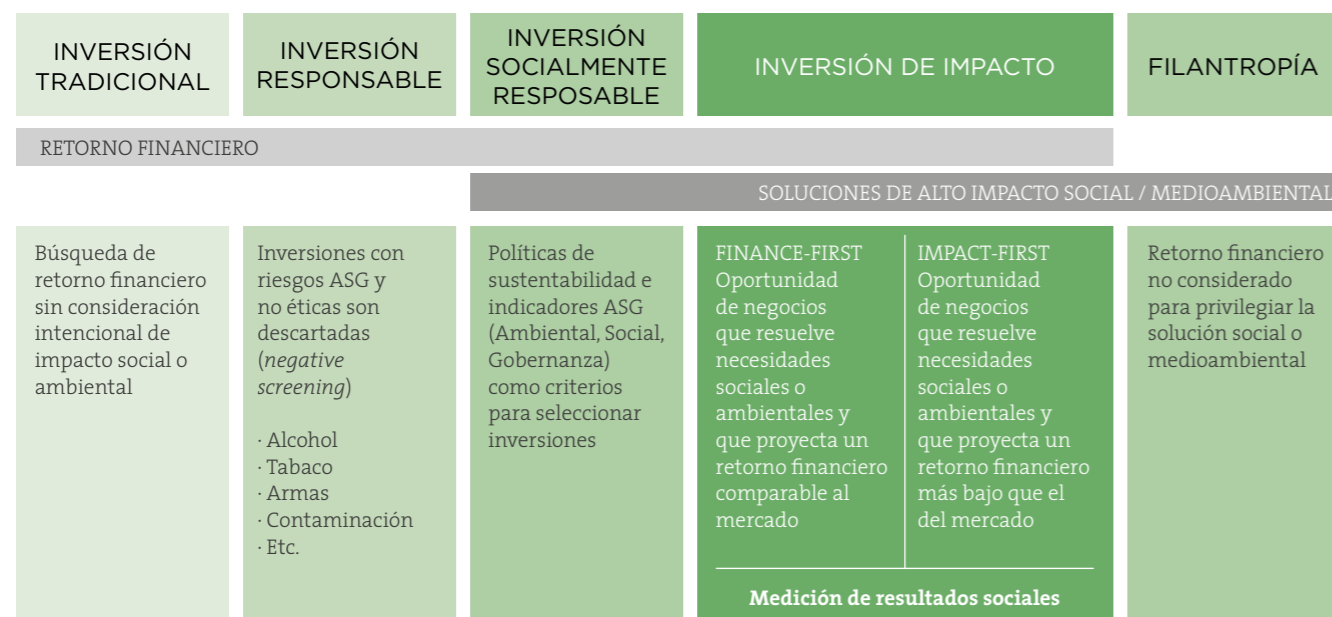 INVERSIÓN
TRADICIONAL
INVERSIÓN
RESPONSABLE
INVERSIÓN
SOCIALMENTE
RESPOSABLE
INVERSIÓN DE IMPACTO
FILANTROPÍA
RETORNO FINANCIERO
SOLUCIONES DE ALTO IMPACTO SOCIAL / MEDIOAMBIENTAL
Búsqueda de
retorno financiero
sin consideración
intencional de
impacto social o
ambiental
Inversiones con
riesgos ASG y
no éticas son
descartadas
(negative
screening)
· Alcohol
· Tabaco
· Armas
· Contaminación
· Etc.
Políticas de
sustentabilidad e
indicadores ASG
(Ambiental, Social,
Gobernanza)
como criterios
para seleccionar
inversiones
FINANCE-FIRST
Oportunidad
de negocios
que resuelve
necesidades
sociales o
ambientales y
que proyecta un
retorno financiero
comparable al
mercado
IMPACT-FIRST
Oportunidad
de negocios
que resuelve
necesidades
sociales o
ambientales y
que proyecta un
retorno financiero
más bajo que el
del mercado
Medición de resultados sociales
Retorno financiero
no considerado
para privilegiar la
solución social o
medioambiental